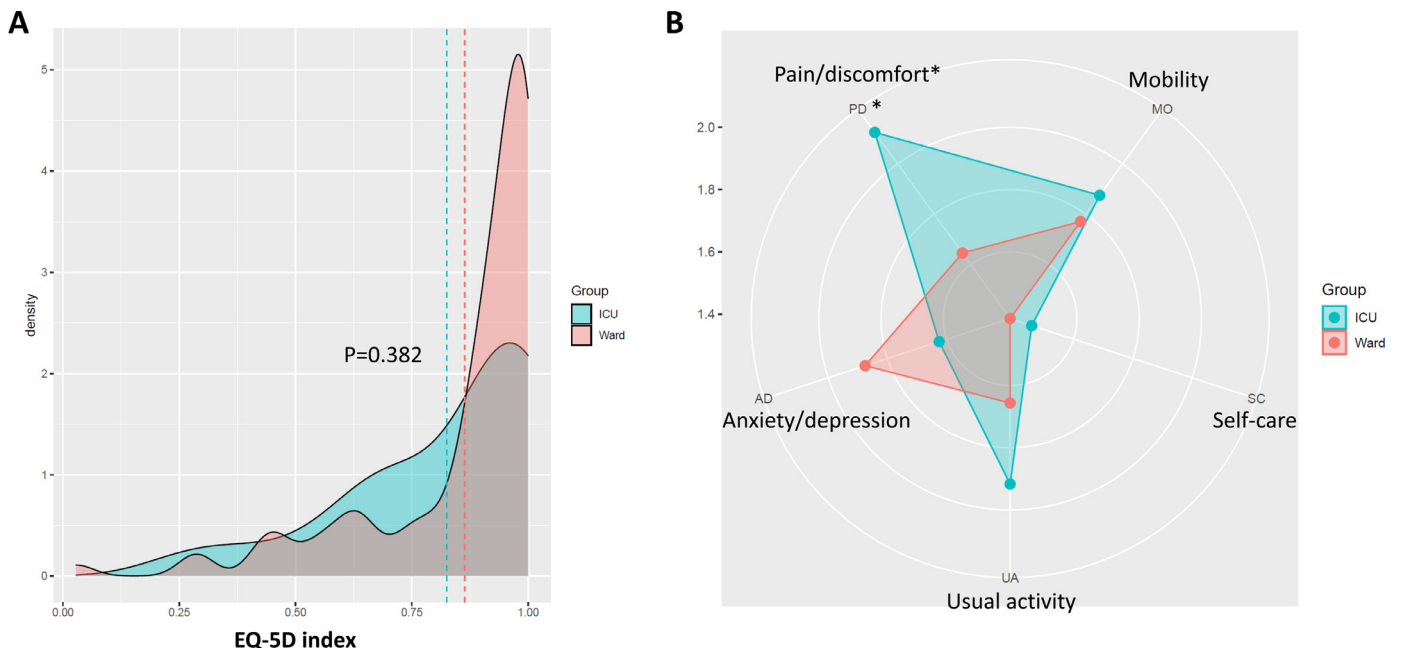 A
5
4
3
2
1
0
density
P=0.382
0.00
0.25
0.50
0.75
1.00
EQ-5D index
Group
ICU
Ward
B
Pain/discomfort*
PD *
Mobility
MO
2.0
1.8
1.6
1.4
AD
Anxiety/depression
SC
Self-care
UA
Usual activity
Group
ICU
Ward